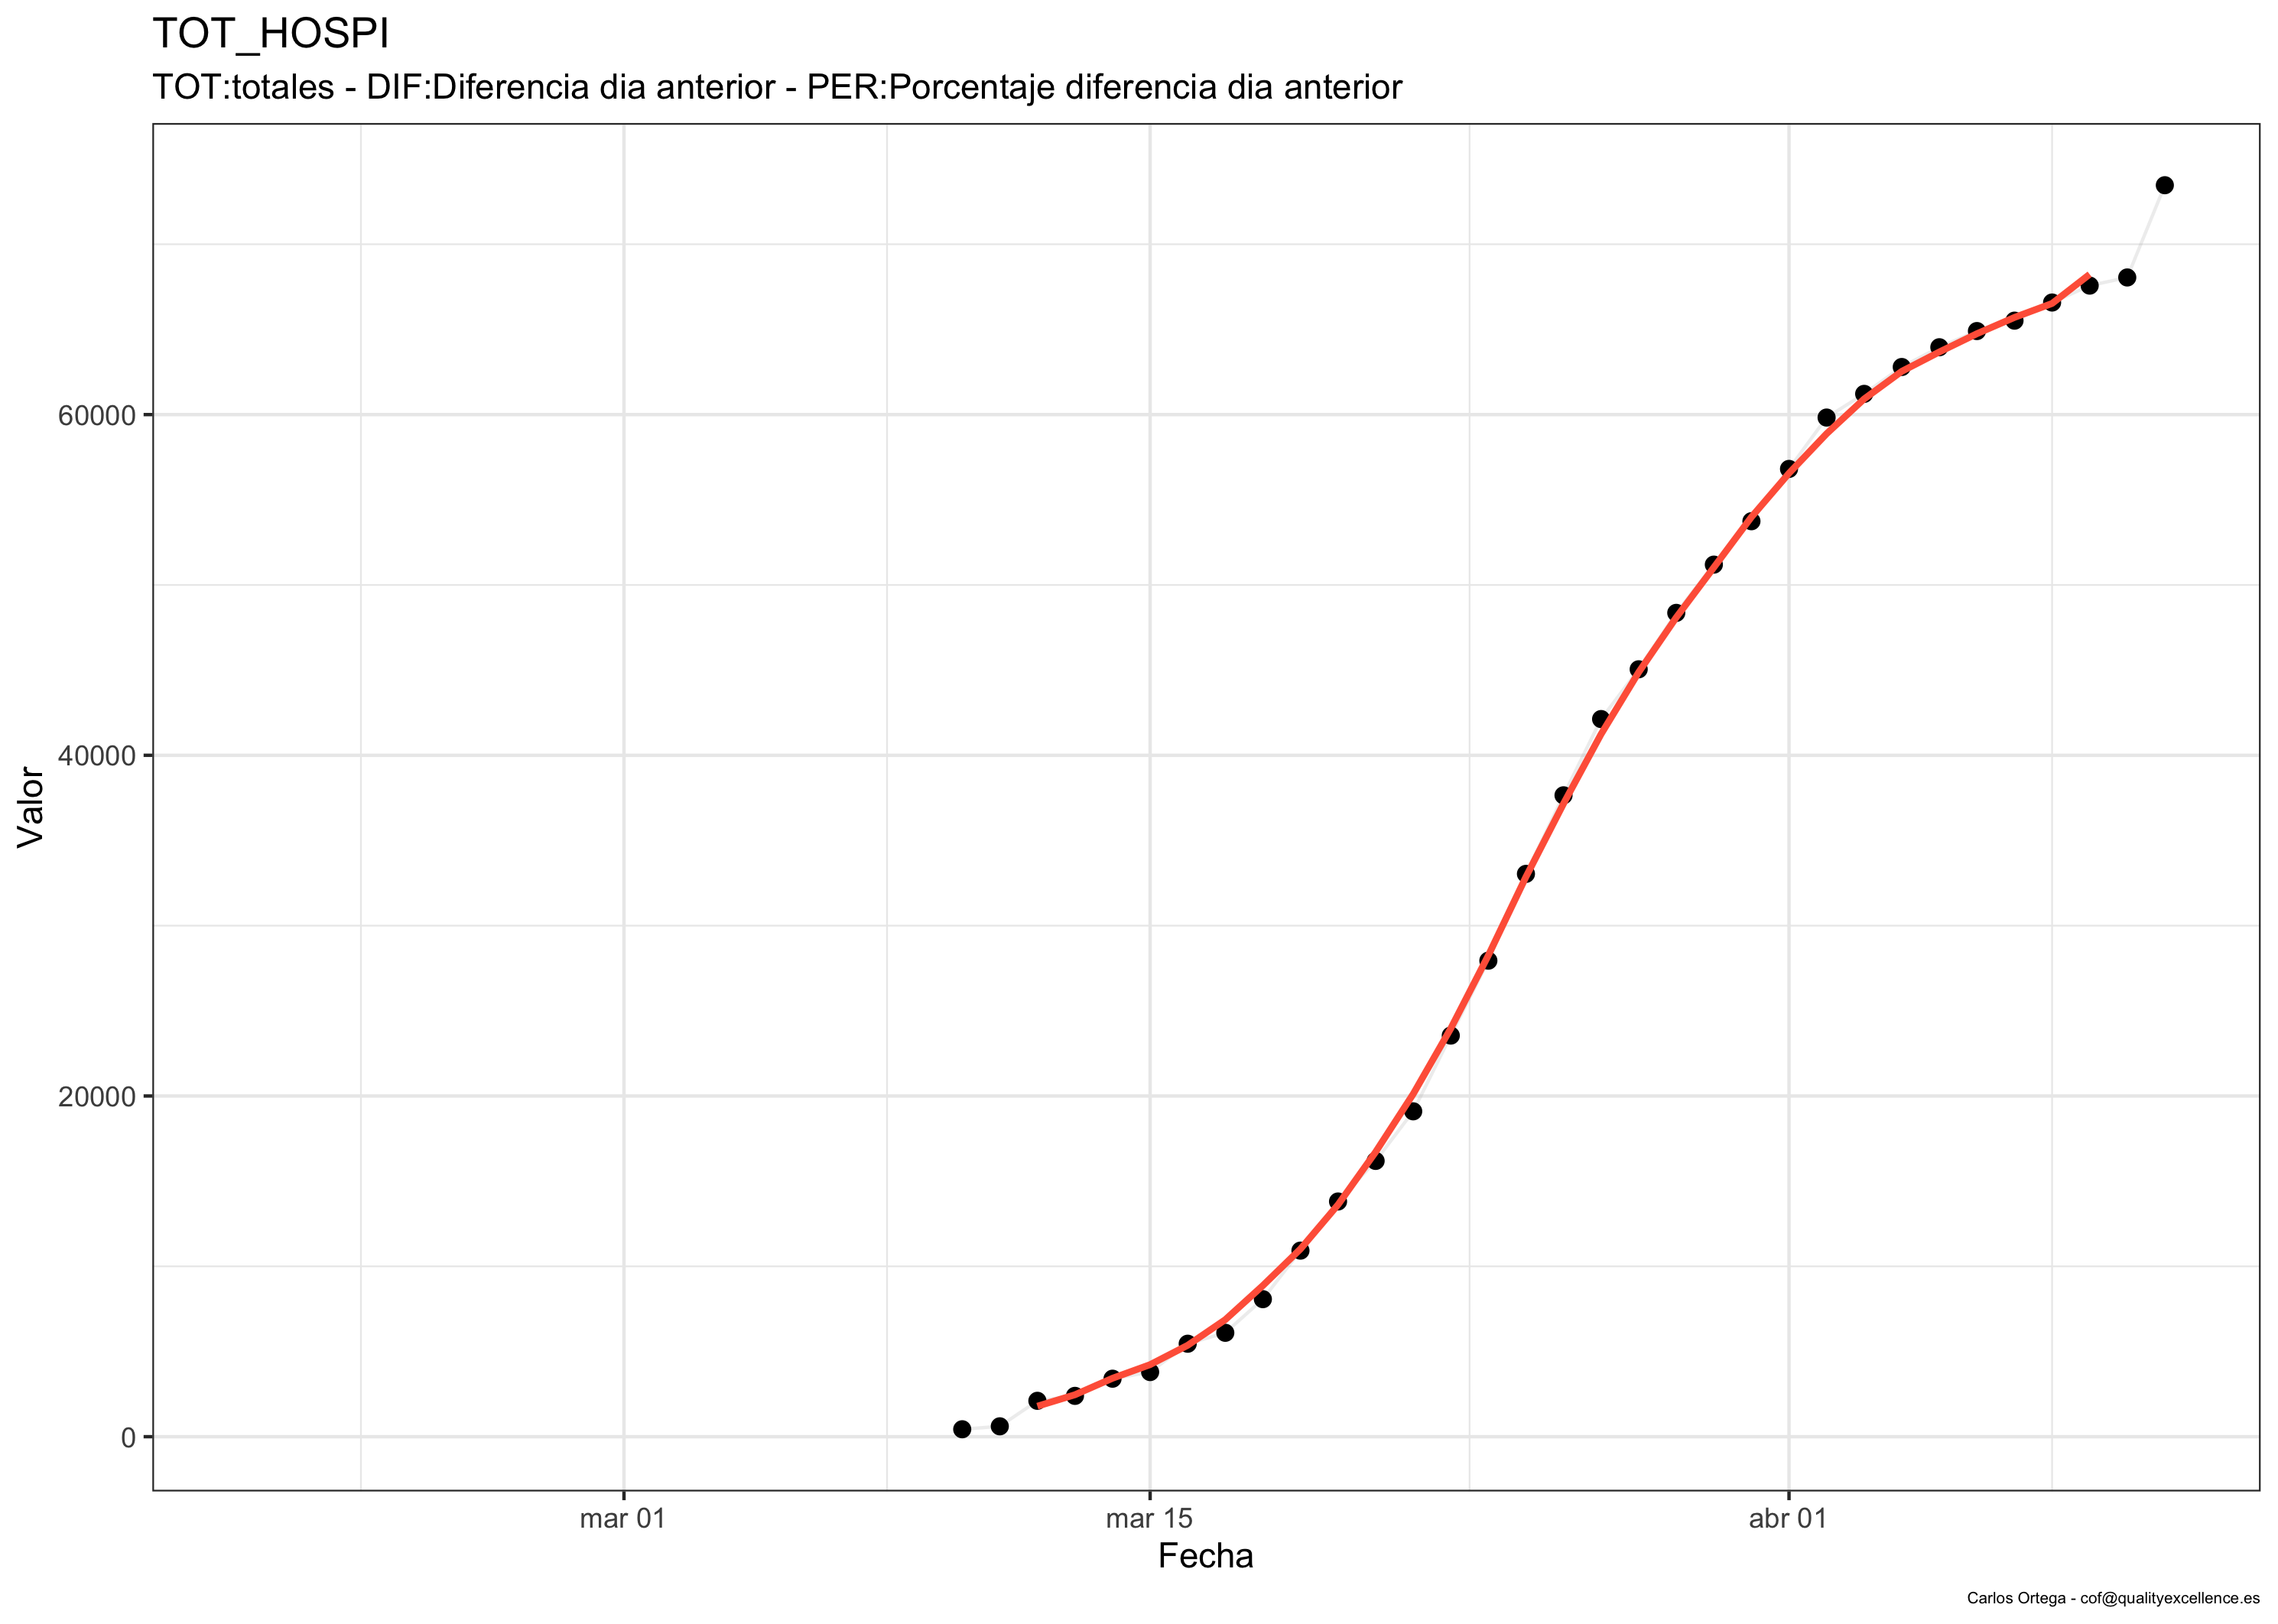 TOT_HOSPI
TOT:totales - DIF:Diferencia dia anterior - PER:Porcentaje diferencia dia anterior
60000
40000
20000
0
Valor
mar 01
mar 15
abr 01
Fecha
Carlos Ortega - cof@qualityexcellence.es